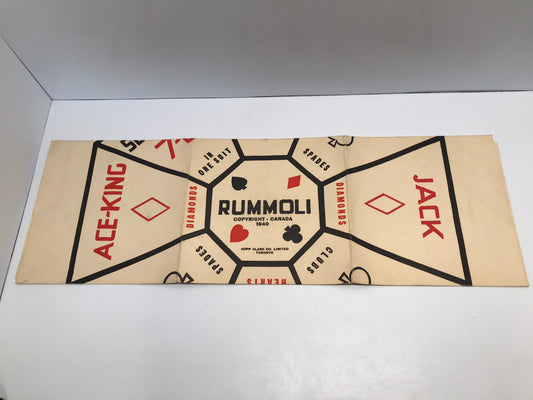 IN
ONE SUIT
SPADES
ACE-KING
DIAMONDS
RUMMOLI
COPYRIGHT - CANADA
1940
COPP CLARK CO. LIMITED
TORONTO
DIAMONDS
JACK
SPADES
HEARTS
CLUBS